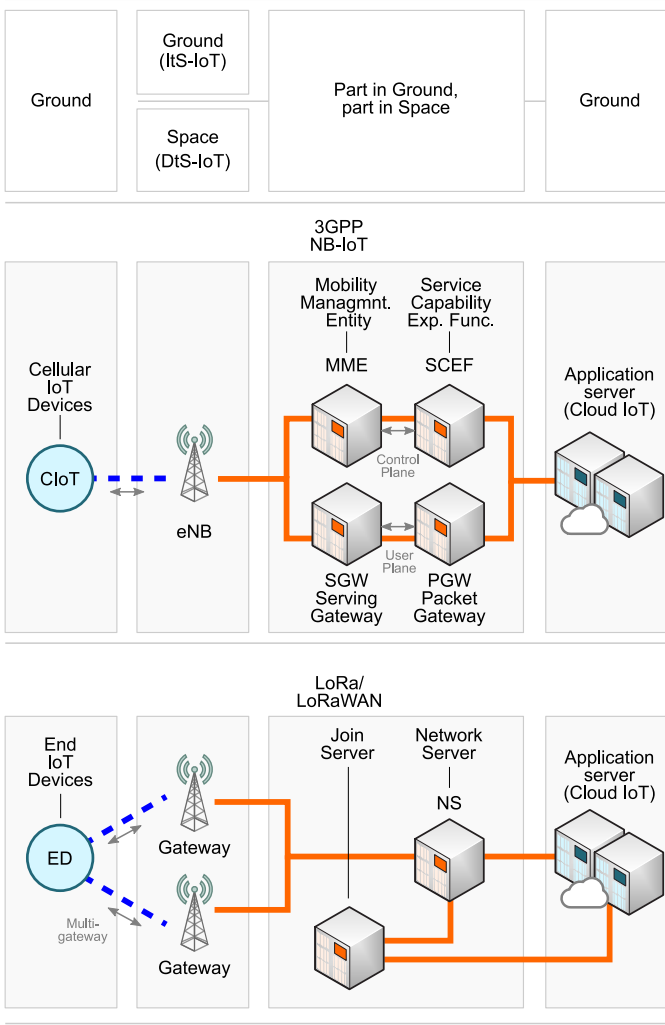 Ground
Ground
(ItS-IoT)
Space
(DtS-IoT)
Part in Ground,
part in Space
Ground
3GPP
NB-IoT
Cellular
IoT
Devices
CIoT
eNB
Mobility
Managmnt.
Entity
MME
Service
Capability
Exp. Func.
SCEF
Control
Plane
User
Plane
SGW
Serving
Gateway
PGW
Packet
Gateway
Application
server
(Cloud IoT)
LoRa/
LoRaWAN
End
IoT
Devices
ED
Multi-
gateway
Gateway
Gateway
Join
Server
Network
Server
NS
Application
server
(Cloud IoT)